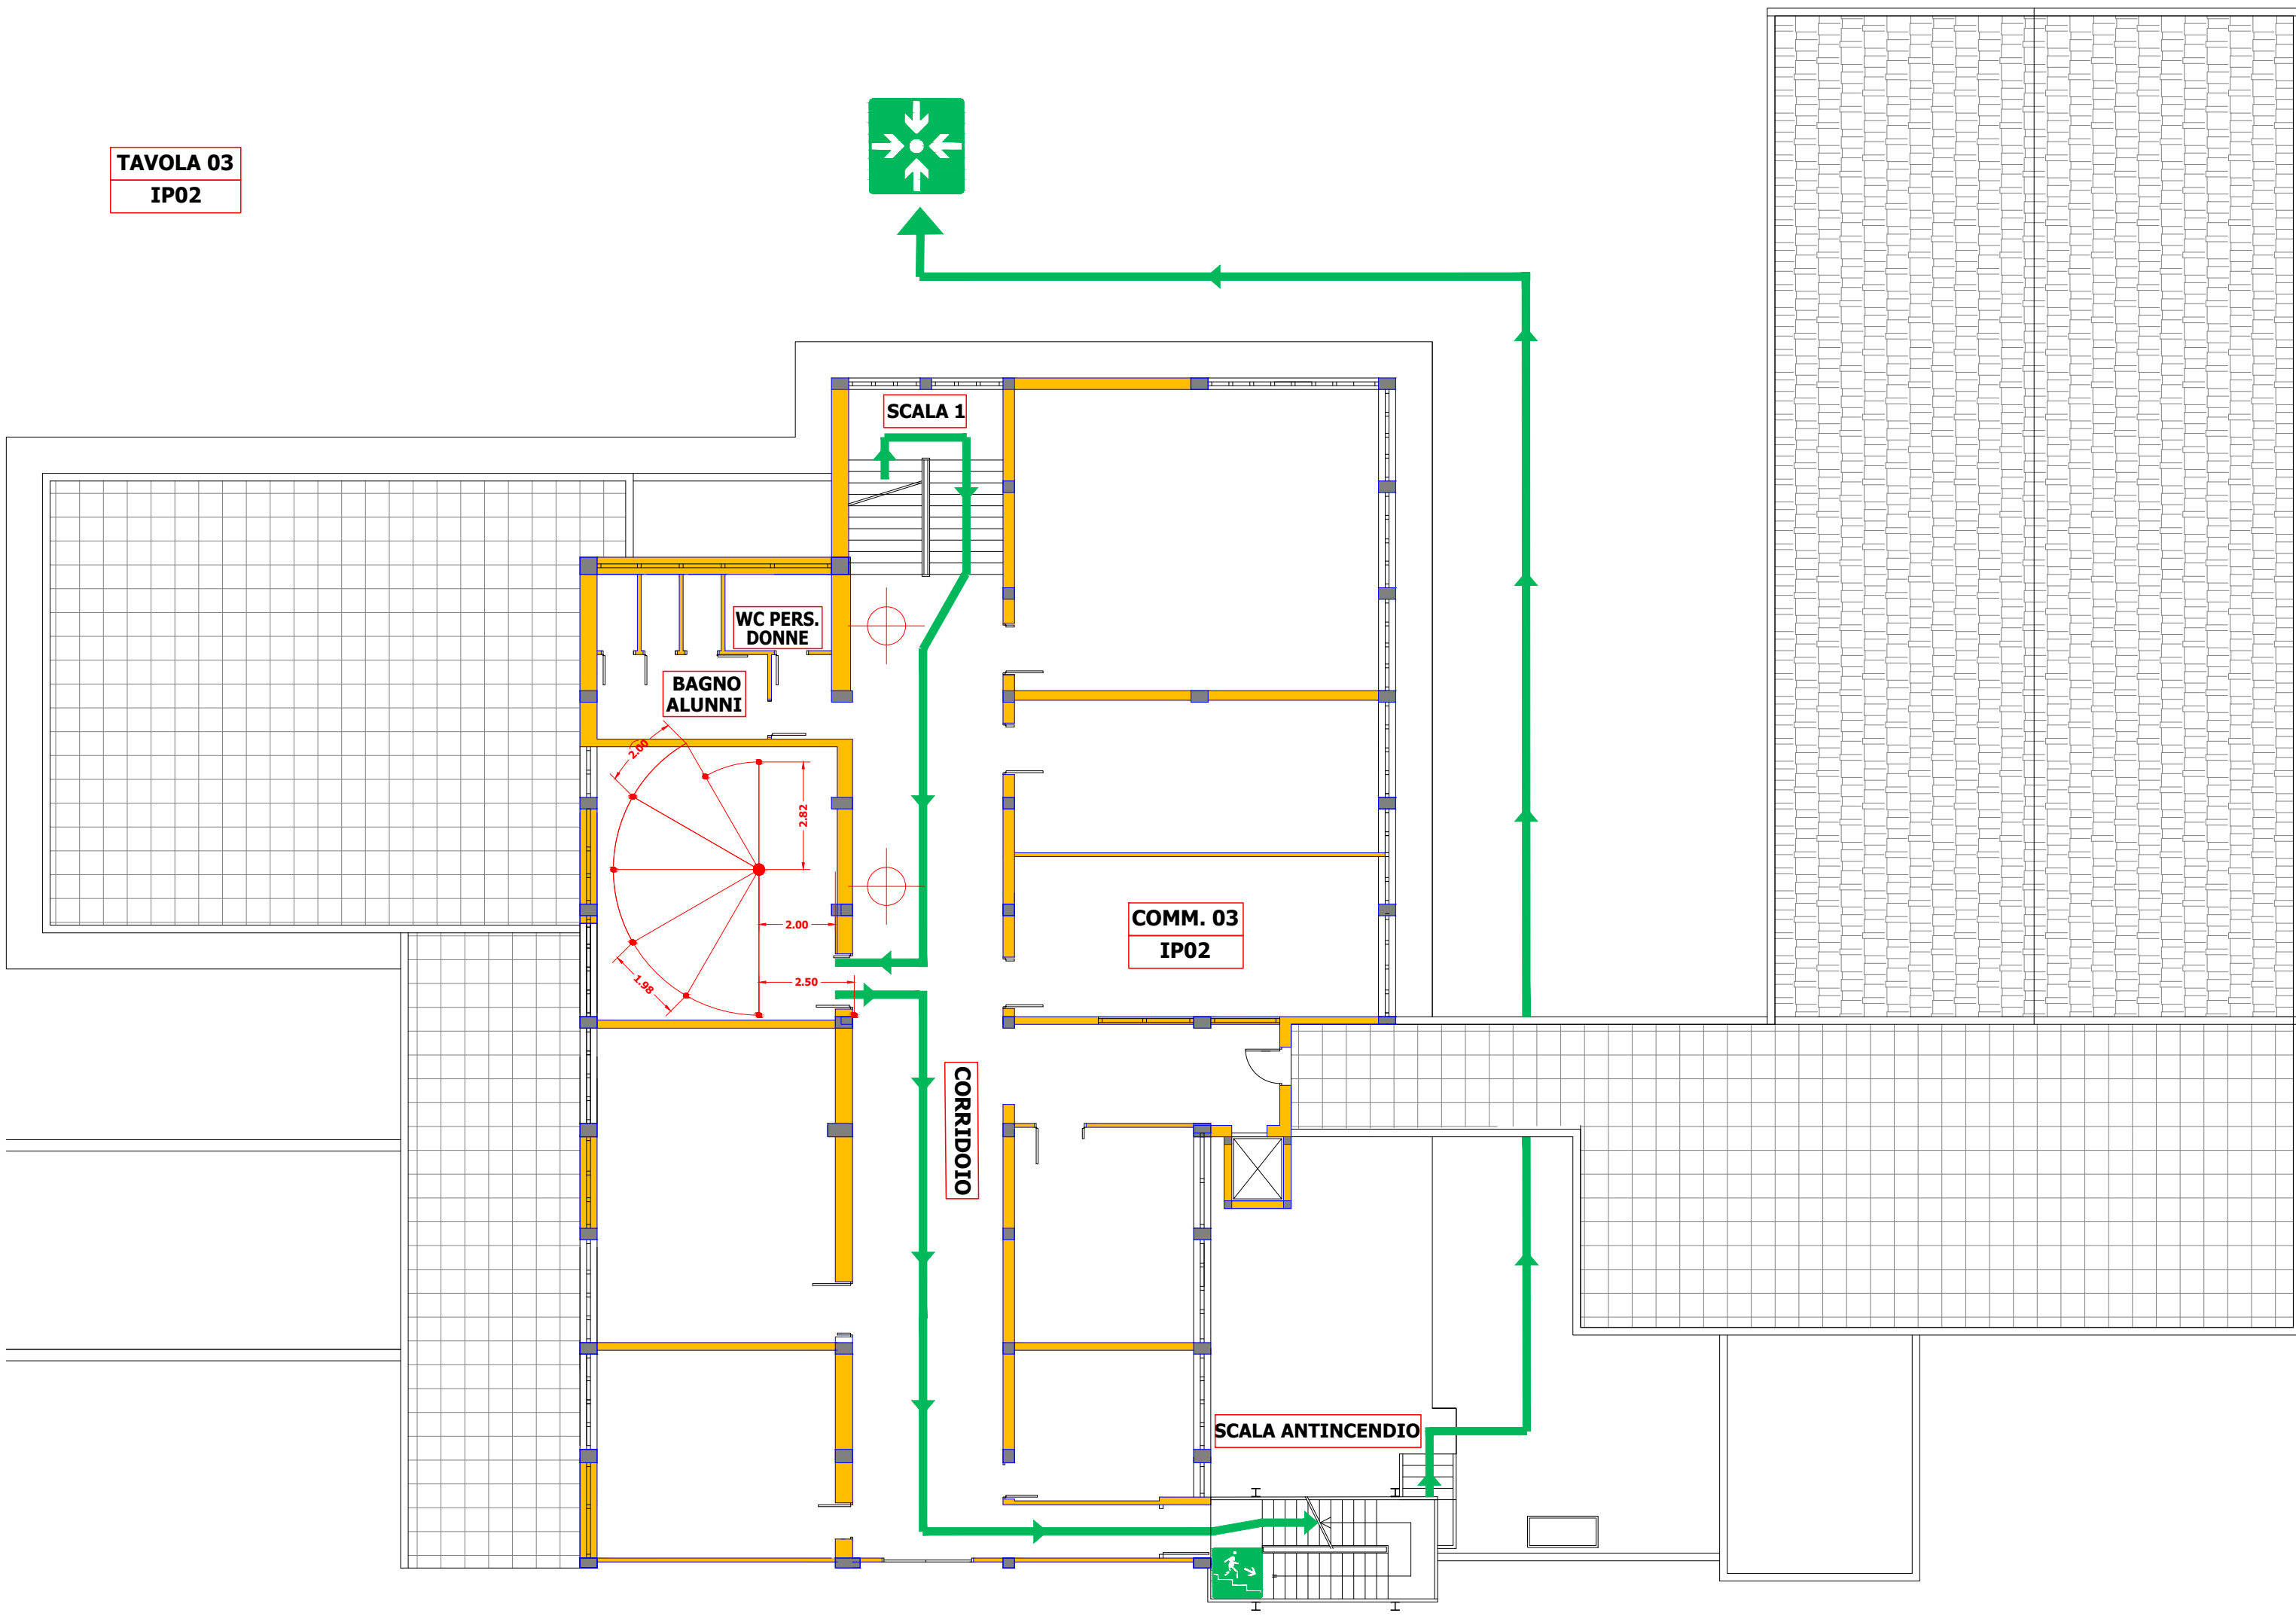 TAVOLA 03
IP02
SCALA 1
WC PERS.
DONNE
BAGNO
ALUNNI
2.00
2.82
2.00
2.50
1.98
COMM. 03
IP02
CORRIDOIO
SCALA ANTINCENDIO